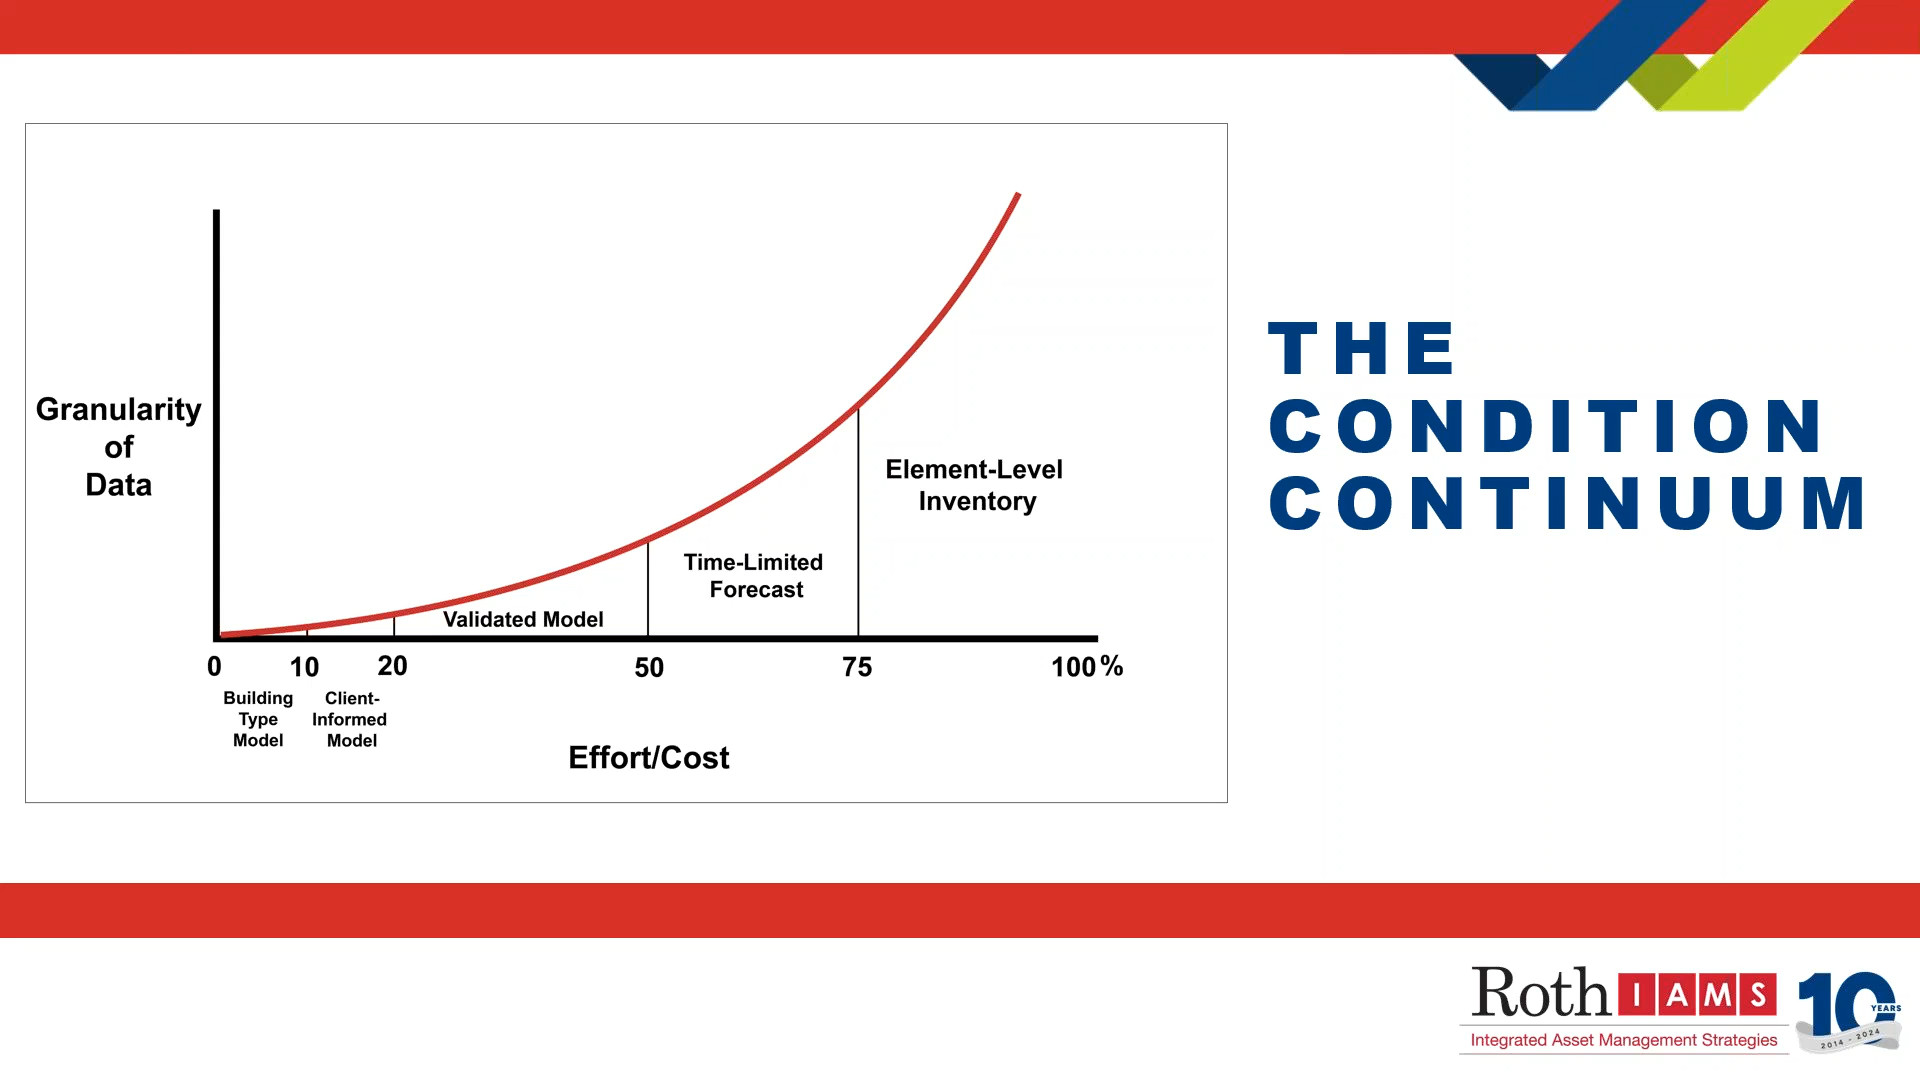 THE
CONDITION
CONTINUUM
Granularity
of
Data
Element-Level
Inventory
Time-Limited
Forecast
Validated Model
0 10 20 50 75 100%
Building
Type
Model
Client-
Informed
Model
Effort/Cost
Roth IAMS
Integrated Asset Management Strategies
10 YEARS
2014 - 2024